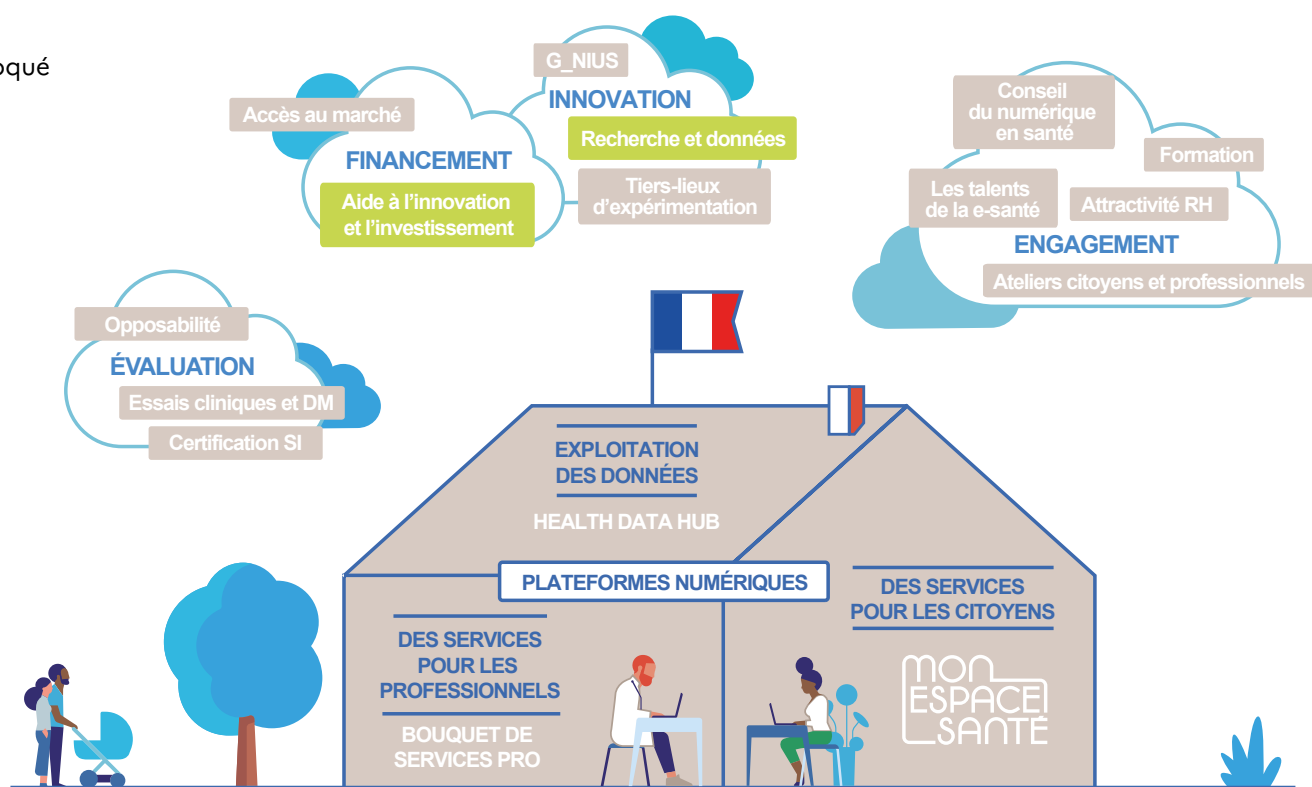 oqué
Accès au marché
FINANCEMENT
Aide à l'innovation
et l'investissement
G_NIUS
INNOVATION
Recherche et données
Tiers-lieux
d'expérimentation
Conseil
du numérique
en santé
Formation
Les talents
de la e-santé
Attractivité RH
ENGAGEMENT
Ateliers citoyens et professionnels
Opposabilité
ÉVALUATION
Essais cliniques et DM
Certification SI
EXPLOITATION
DES DONNÉES
HEALTH DATA HUB
PLATEFORMES NUMÉRIQUES
DES SERVICES
POUR LES
PROFESSIONNELS
BOUQUET DE
SERVICES PRO
DES SERVICES
POUR LES CITOYENS
MON
ESPACE
SANTÉ